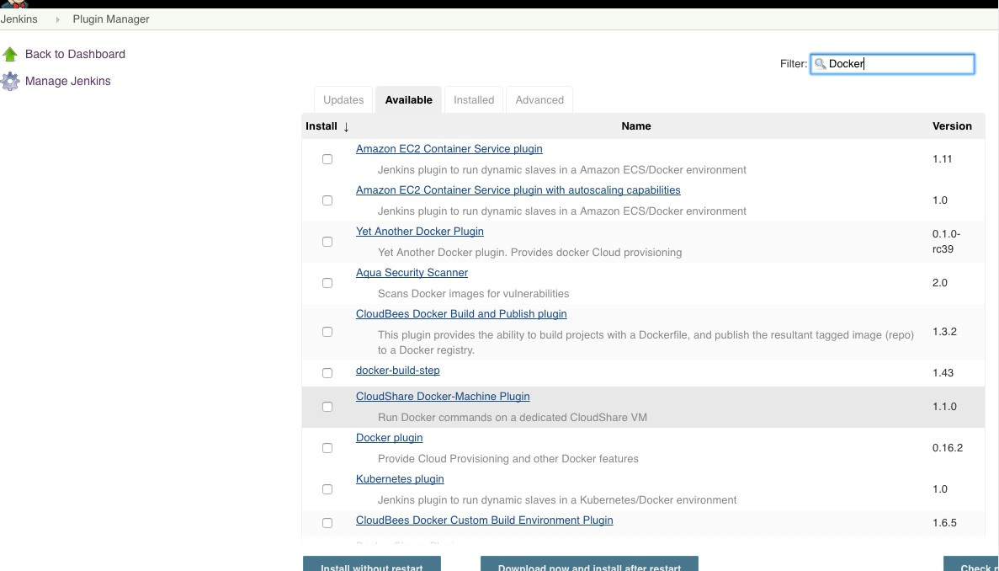 Jenkins Plugin Manager
Back to Dashboard
Manage Jenkins
Filter: Docker
Updates Available Installed Advanced
Install ↓ Name Version
Amazon EC2 Container Service plugin
Jenkins plugin to run dynamic slaves in a Amazon ECS/Docker environment
1.11
Amazon EC2 Container Service plugin with autoscaling capabilities
Jenkins plugin to run dynamic slaves in a Amazon ECS/Docker environment
1.0
Yet Another Docker Plugin
Yet Another Docker plugin. Provides docker Cloud provisioning
0.1.0-
rc39
Aqua Security Scanner
Scans Docker images for vulnerabilities
2.0
CloudBees Docker Build and Publish plugin
This plugin provides the ability to build projects with a Dockerfile, and publish the resultant tagged image (repo)
to a Docker registry.
1.3.2
docker-build-step
1.43
CloudShare Docker-Machine Plugin
Run Docker commands on a dedicated CloudShare VM
1.1.0
Docker plugin
Provide Cloud Provisioning and other Docker features
0.16.2
Kubernetes plugin
Jenkins plugin to run dynamic slaves in a Kubernetes/Docker environment
1.0
CloudBees Docker Custom Build Environment Plugin
1.6.5
Install without restart Download now and install after restart Check